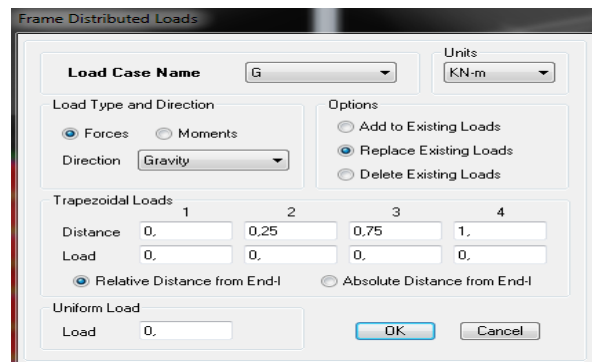 Frame Distributed Loads
Units
Load Case Name G KN-m
Load Type and Direction Options
Forces Moments Add to Existing Loads
Direction Gravity Replace Existing Loads
Delete Existing Loads
Trapezoidal Loads
1 2 3 4
Distance 0, 0,25 0,75 1,
Load 0, 0, 0, 0,
Relative Distance from End-I Absolute Distance from End-I
Uniform Load
Load 0, OK Cancel